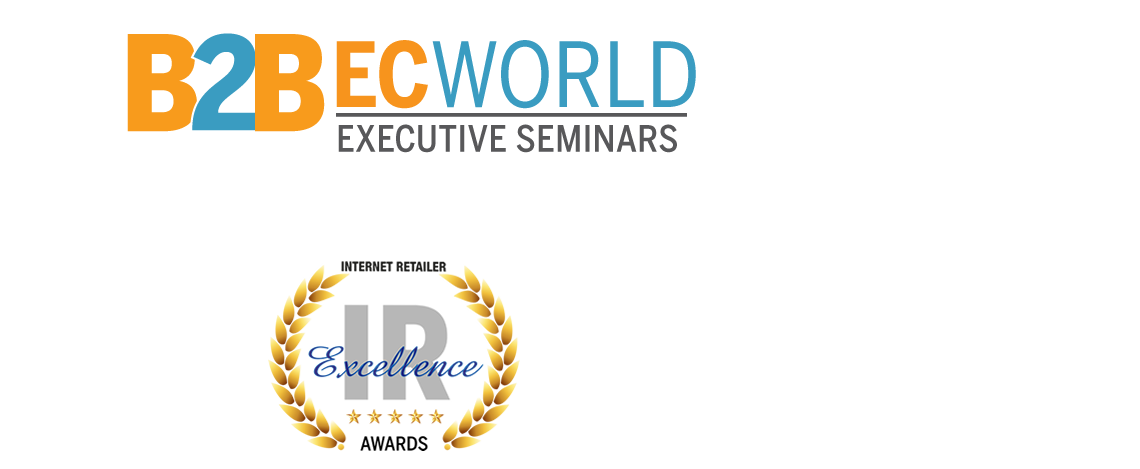 B2B ECWORLD
EXECUTIVE SEMINARS
INTERNET RETAILER
IR
Excellence
AWARDS